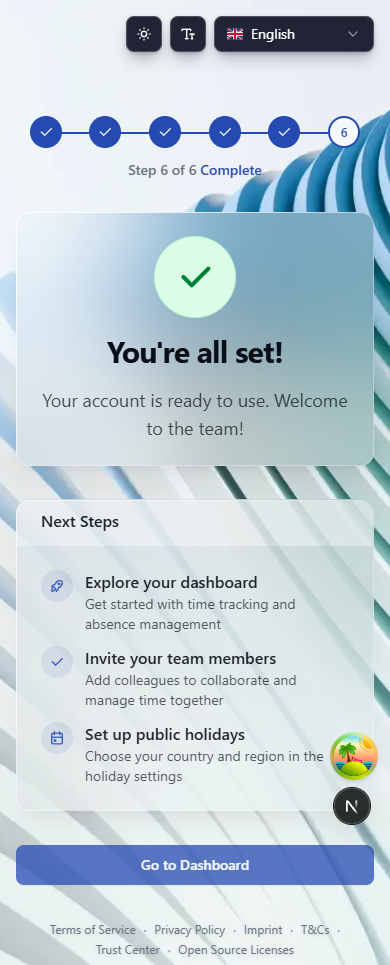 English
6
Step 6 of 6 Complete
You're all set!
Your account is ready to use. Welcome
to the team!
Next Steps
Explore your dashboard
Get started with time tracking and
absence management
Invite your team members
Add colleagues to collaborate and
manage time together
Set up public holidays
Choose your country and region in the
holiday settings
N
Go to Dashboard
Terms of Service · Privacy Policy · Imprint · T&Cs ·
Trust Center · Open Source Licenses